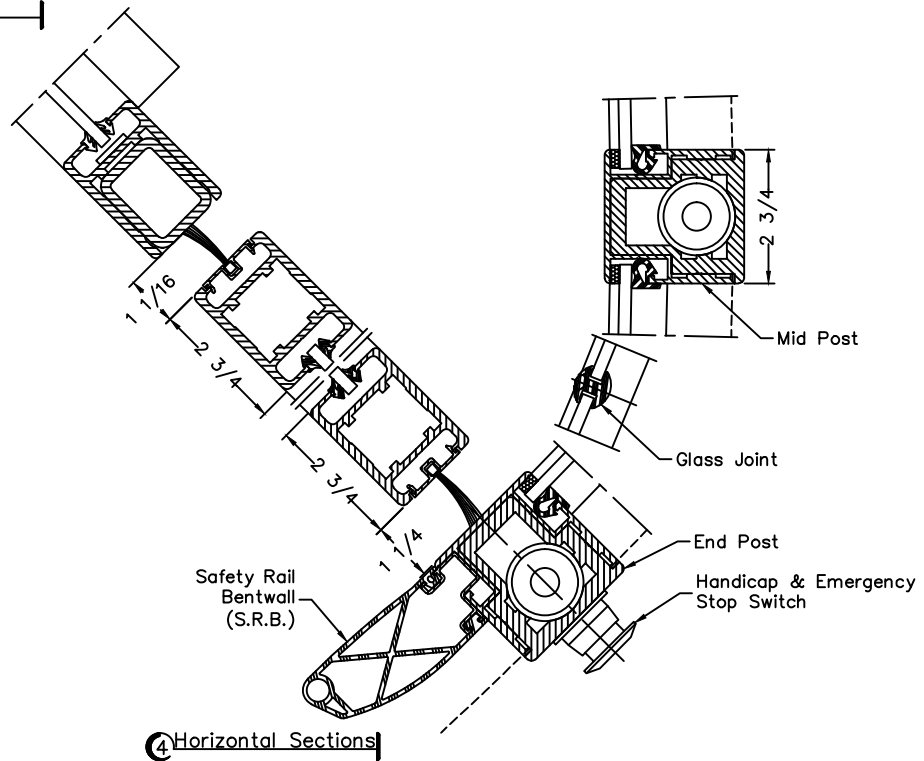 1 1/16
2 3/4
2 3/4
1 1/4
2 3/4
Mid Post
Glass Joint
End Post
Handicap & Emergency
Stop Switch
Safety Rail
Bentwall
(S.R.B.)
4 Horizontal Sections